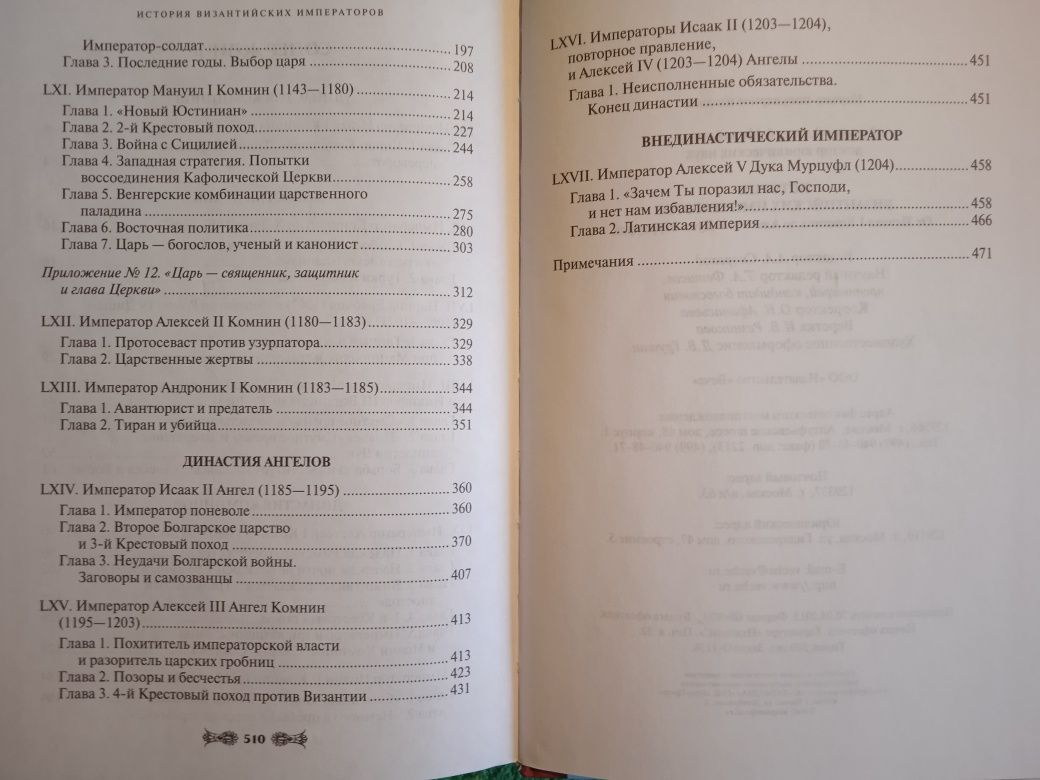 ИСТОРИЯ ВИЗАНТИЙСКИХ ИМПЕРАТОРОВ
Император-солдат 197
Глава 3. Последние годы. Выбор царя 208
LXI. Император Мануил I Комнин (1143—1180) 214
Глава 1. «Новый Юстиниан» 214
Глава 2. 2-й Крестовый поход 227
Глава 3. Война с Сицилией 244
Глава 4. Западная стратегия. Попытки
воссоединения Кафолической Церкви 258
Глава 5. Венгерские комбинации царственного
паладина 275
Глава 6. Восточная политика 280
Глава 7. Царь — богослов, ученый и канонист 303
Приложение № 12. «Царь — священник, защитник
и глава Церкви» 312
LXII. Император Алексей II Комнин (1180—1183) 329
Глава 1. Протосеваст против узурпатора 329
Глава 2. Царственные жертвы 338
LXIII. Император Андроник I Комнин (1183—1185) 344
Глава 1. Авантюрист и предатель 344
Глава 2. Тиран и убийца 351
ДИНАСТИЯ АНГЕЛОВ
LXIV. Император Исаак II Ангел (1185—1195) 360
Глава 1. Император поневоле 360
Глава 2. Второе Болгарское царство
и 3-й Крестовый поход 370
Глава 3. Неудачи Болгарской войны.
Заговоры и самозванцы 407
LXV. Император Алексей III Ангел Комнин
(1195—1203) 413
Глава 1. Похититель императорской власти
и разоритель царских гробниц 413
Глава 2. Позоры и бесчестья 423
Глава 3. 4-й Крестовый поход против Византии 431
510
LXVI. Императоры Исаак II (1203—1204),
повторное правление,
и Алексей IV (1203—1204) Ангелы 451
Глава 1. Неисполненные обязательства.
Конец династии 451
ВНЕДИНАСТИЧЕСКИЙ ИМПЕРАТОР
LXVII. Император Алексей V Дука Мурцуфл (1204) 458
Глава 1. «Зачем Ты поразил нас, Господи,
и нет нам избавления!» 458
Глава 2. Латинская империя 466
Примечания 471